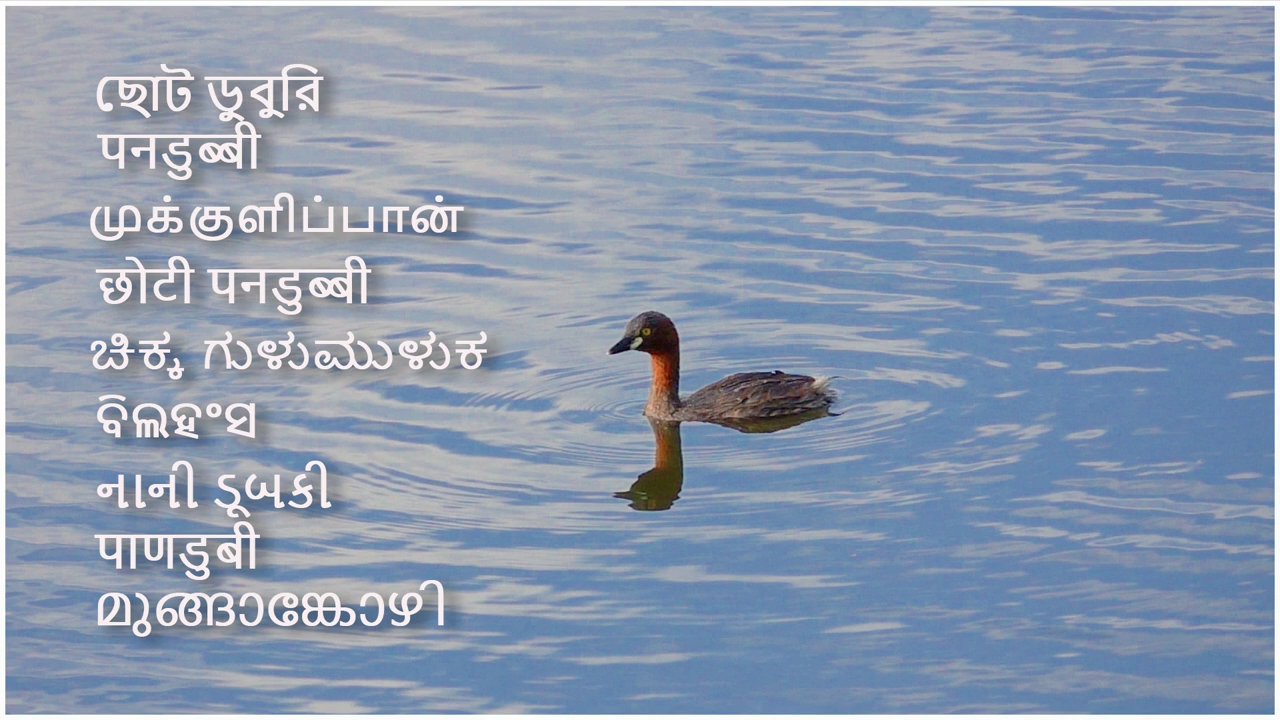 ছোট ডুবুরি
पनडुब्बी
முக்குளிப்பான்
छोटी पनडुब्बी
ಚಿಕ್ಕ ಗುಳುಮುಳುಕ
ବିଲହଂସ
નાની ડૂબકી
पाणडुबी
മുങ്ങാങ്കോഴി